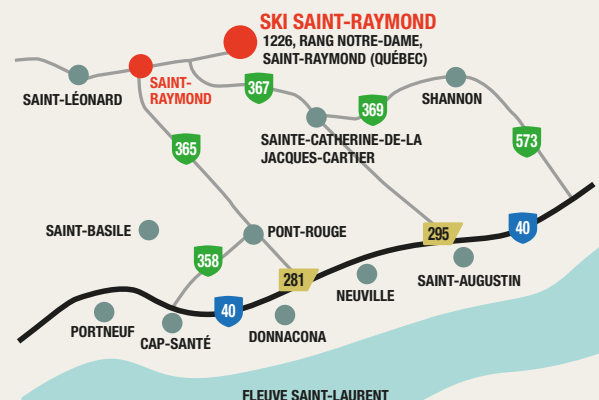 SKI SAINT-RAYMOND
1226, RANG NOTRE-DAME,
SAINT-RAYMOND (QUÉBEC)
SAINT-LÉONARD
SAINT-
RAYMOND
367
369
SHANNON
SAINTE-CATHERINE-DE-LA
JACQUES-CARTIER
365
573
SAINT-BASILE
PONT-ROUGE
295
40
358
281
SAINT-AUGUSTIN
NEUVILLE
40
PORTNEUF
CAP-SANTÉ
DONNACONA
FLEUVE SAINT-LAURENT